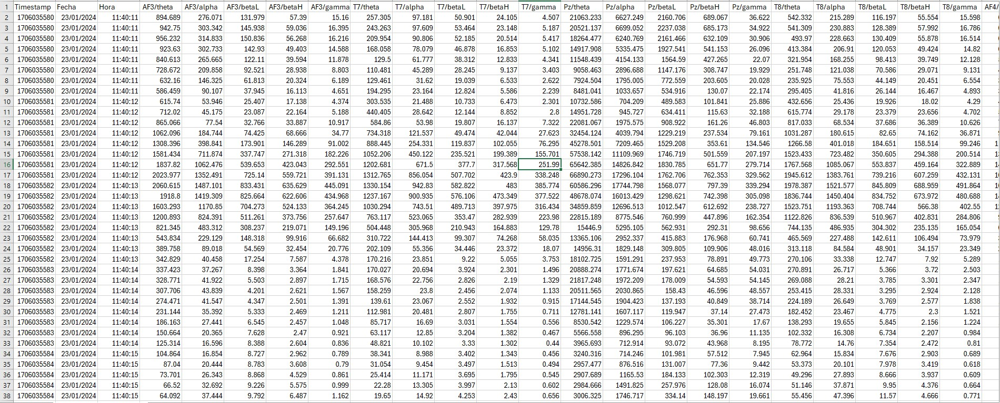 Timestamp Fecha Hora AF3/theta AF3/alpha AF3/betaL AF3/betaH AF3/gamma T7/theta T7/alpha T7/betaL T7/betaH T7/gamma Pz/theta Pz/alpha Pz/betaL Pz/betaH Pz/gamma T8/theta T8/alpha T8/betaL T8/betaH T8/gamma AF4/
2 1706035580 23/01/2024 11:40:11 894.689 276.071 131.979 57.39 15.16 257.305 97.181 50.901 24.105 4.507 21063.233 6627.249 2160.706 689.067 36.622 542.332 215.289 116.197 55.554 15.598
3 1706035580 23/01/2024 11:40:11 942.75 303.342 145.938 59.036 16.395 243.263 97.609 53.464 23.148 5.187 20521.137 6699.052 2237.038 685.173 34.922 541.309 230.883 128.389 57.992 16.786
4 1706035580 23/01/2024 11:40:11 956.232 314.833 150.836 56.268 16.216 209.954 90.806 52.185 20.514 5.417 18264.477 6240.769 2161.466 632.109 30.906 493.97 228.663 130.409 55.878 16.514
5 1706035580 23/01/2024 11:40:11 923.63 302.733 142.93 49.403 14.588 168.058 78.079 46.878 16.853 5.102 14917.908 5335.475 1927.541 541.153 26.096 413.384 206.91 120.053 49.424 14.82
6 1706035580 23/01/2024 11:40:11 840.613 265.665 122.11 39.594 11.878 129.5 61.777 38.312 12.833 4.341 11548.439 4154.133 1564.59 427.265 22.07 321.954 168.255 98.413 39.749 12.128
7 1706035580 23/01/2024 11:40:11 728.672 209.858 92.521 28.938 8.803 110.481 45.289 28.245 9.137 3.403 9058.463 2896.688 1147.176 308.747 19.929 251.748 121.038 70.586 29.071 9.131
8 1706035580 23/01/2024 11:40:11 632.16 146.325 61.813 20.324 6.189 129.461 31.62 19.039 6.533 2.622 7924.504 1795.005 772.559 203.605 20.028 235.925 75.553 44.149 20.451 6.554
9 1706035580 23/01/2024 11:40:11 586.459 90.107 37.945 16.113 4.651 194.295 23.164 12.824 5.586 2.239 8481.041 1033.657 534.916 130.07 22.174 295.405 41.816 26.144 16.467 4.893
10 1706035581 23/01/2024 11:40:12 615.74 53.946 25.407 17.138 4.374 303.535 21.488 10.733 6.473 2.301 10732.586 704.209 489.583 101.841 25.886 432.656 25.436 19.926 18.02 4.29
11 1706035581 23/01/2024 11:40:12 712.02 45.175 23.087 22.164 5.188 440.405 28.642 12.144 8.852 2.8 14951.728 945.727 634.411 115.63 32.188 615.774 29.178 23.379 23.656 4.702
12 1706035581 23/01/2024 11:40:12 865.066 77.54 32.766 33.887 10.917 584.86 53.98 19.807 16.137 7.322 22081.067 1975.575 908.922 161.26 46.803 817.033 68.534 37.686 36.389 10.626
13 1706035581 23/01/2024 11:40:12 1062.096 184.744 74.425 68.666 34.77 734.318 121.537 49.474 42.044 27.623 32454.124 4039.794 1229.219 237.534 79.161 1031.287 180.615 82.65 74.162 36.871
14 1706035581 23/01/2024 11:40:12 1308.396 398.841 173.901 146.289 91.002 888.445 254.331 119.837 102.055 76.295 45278.501 7209.465 1529.208 353.61 134.546 1266.58 401.018 184.651 158.514 99.246
15 1706035581 23/01/2024 11:40:12 1581.434 711.874 337.747 271.318 182.226 1052.206 450.122 235.521 199.389 155.701 57538.142 11109.969 1746.719 501.559 207.197 1523.433 723.482 350.605 294.388 200.514
16 1706035581 23/01/2024 11:40:12 1837.82 1062.476 539.653 423.043 292.551 1202.681 671.5 377.7 317.568 251.99 65642.385 14826.842 1830.785 651.77 279.714 1767.568 1085.067 553.837 459.164 322.889
17 1706035581 23/01/2024 11:40:12 2023.977 1352.491 725.14 559.721 391.131 1312.765 856.054 507.702 423.9 338.248 66890.273 17296.104 1762.706 762.353 329.562 1945.612 1383.761 739.216 607.259 432.131
18 1706035582 23/01/2024 11:40:13 2060.615 1487.101 833.431 635.629 445.091 1330.154 942.83 582.822 483 385.774 60586.296 17744.798 1568.077 797.39 339.294 1978.387 1521.577 845.809 688.959 491.864
19 1706035582 23/01/2024 11:40:13 1918.8 1419.309 825.664 622.606 434.968 1237.167 900.935 576.106 473.349 377.522 48678.074 16013.429 1298.621 742.398 305.098 1836.744 1450.404 834.752 673.972 480.688
20 1706035582 23/01/2024 11:40:13 1603.293 1170.85 704.273 524.133 364.245 1030.294 743.51 489.713 397.975 316.434 34859.859 12696.513 1012.547 612.692 238.727 1523.751 1193.363 708.744 566.38 402.55
21 1706035582 23/01/2024 11:40:13 1200.893 824.391 511.261 373.756 257.647 763.117 523.065 353.47 282.939 223.98 22815.189 8775.546 760.999 447.896 162.354 1122.826 836.539 510.967 402.831 284.806
22 1706035582 23/01/2024 11:40:13 821.345 483.312 308.237 219.071 149.196 504.448 305.968 210.943 164.883 129.78 15446.9 5295.105 562.931 292.31 98.656 744.135 486.935 304.302 235.135 165.054
23 1706035582 23/01/2024 11:40:13 543.834 229.129 148.318 99.916 66.682 310.722 144.413 99.307 74.268 58.035 13365.106 2952.337 415.883 176.968 60.741 465.569 227.488 142.611 106.494 73.979
24 1706035582 23/01/2024 11:40:13 389.758 89.018 54.569 32.454 20.776 202.109 55.356 34.446 23.372 18.07 14956.31 1829.148 309.805 109.906 48.016 313.118 84.584 48.901 34.157 23.349
25 1706035582 23/01/2024 11:40:13 342.829 40.458 17.254 7.587 4.378 170.216 23.851 9.22 5.055 3.753 18102.725 1591.291 237.953 78.891 49.773 270.106 33.338 12.747 7.92 5.289
26 1706035583 23/01/2024 11:40:14 337.423 37.267 8.398 3.364 1.841 170.027 20.694 3.924 2.301 1.496 20888.274 1771.674 197.621 64.685 54.031 270.891 26.717 5.366 3.72 2.503
27 1706035583 23/01/2024 11:40:14 328.771 41.922 5.503 2.897 1.715 168.576 22.756 2.826 2.19 1.329 21817.248 1972.209 178.009 54.593 54.145 269.088 28.21 3.785 3.301 2.347
28 1706035583 23/01/2024 11:40:14 307.706 43.839 4.201 2.621 1.567 158.259 23.8 2.456 2.074 1.133 20511.565 2030.865 158.43 46.596 48.557 253.415 28.331 3.295 2.924 2.128
29 1706035583 23/01/2024 11:40:14 274.471 41.547 4.347 2.501 1.391 139.61 23.067 2.552 1.932 0.915 17144.545 1904.423 137.193 40.849 38.714 224.189 26.649 3.769 2.577 1.838
30 1706035583 23/01/2024 11:40:14 231.144 35.392 5.333 2.469 1.211 112.981 20.481 2.807 1.755 0.711 12781.141 1607.117 119.947 37.14 27.473 182.452 23.467 4.775 2.3 1.521
31 1706035583 23/01/2024 11:40:14 186.163 27.441 6.545 2.457 1.048 85.717 16.69 3.031 1.554 0.556 8530.542 1229.574 106.227 35.301 17.67 138.293 19.655 5.845 2.156 1.224
32 1706035583 23/01/2024 11:40:14 150.664 20.365 7.628 2.47 0.921 63.117 12.85 3.204 1.382 0.467 5566.558 896.295 96.103 36.96 11.135 102.332 16.308 6.734 2.207 0.984
33 1706035583 23/01/2024 11:40:14 125.314 16.596 8.388 2.604 0.836 48.821 10.102 3.33 1.302 0.44 3965.693 712.914 93.072 43.968 8.195 78.772 14.76 7.354 2.472 0.81
34 1706035584 23/01/2024 11:40:15 104.864 16.854 8.727 2.962 0.789 38.341 8.988 3.402 1.343 0.456 3240.316 714.246 101.981 57.512 7.945 62.964 15.834 7.676 2.903 0.689
35 1706035584 23/01/2024 11:40:15 87.04 20.444 8.783 3.608 0.79 31.054 9.454 3.497 1.513 0.494 2957.477 876.516 131.007 77.36 9.442 53.373 20.101 7.978 3.419 0.618
36 1706035584 23/01/2024 11:40:15 73.701 26.343 8.868 4.529 0.861 25.414 11.171 3.695 1.795 0.545 2907.689 1165.53 184.133 102.303 12.319 49.296 27.893 8.666 3.937 0.609
37 1706035584 23/01/2024 11:40:15 66.52 32.692 9.226 5.575 0.999 22.28 13.305 3.997 2.13 0.602 2984.666 1491.825 257.976 128.08 16.074 51.146 37.871 9.95 4.376 0.664
38 1706035584 23/01/2024 11:40:15 64.092 37.444 9.792 6.487 1.162 19.65 14.92 4.253 2.43 0.656 3006.325 1746.717 334.14 148.197 19.661 55.456 47.396 11.57 4.666 0.771